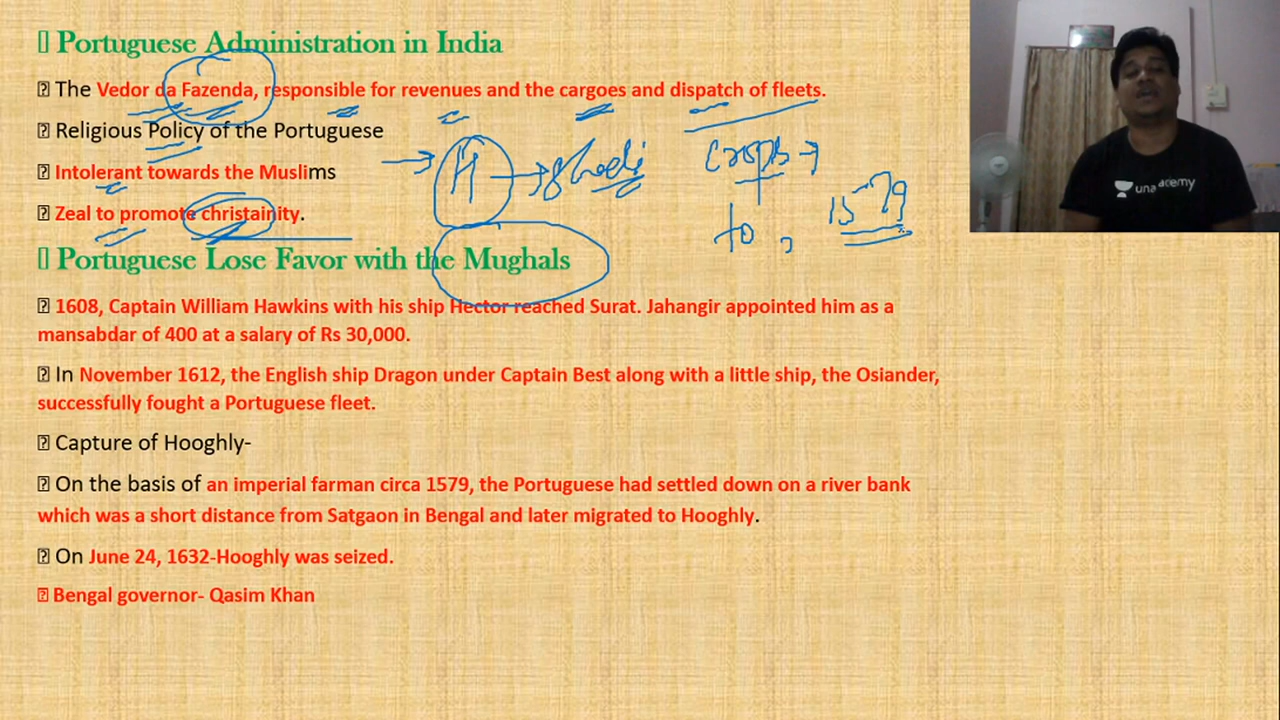 Portuguese Administration in India
The Vedor da Fazenda, responsible for revenues and the cargoes and dispatch of fleets.
Religious Policy of the Portuguese
Intolerant towards the Muslims
Zeal to promote christainity.
H
to, 1579
Portuguese Lose Favor with the Mughals
1608, Captain William Hawkins with his ship Hector reached Surat. Jahangir appointed him as a
mansabdar of 400 at a salary of Rs 30,000.
In November 1612, the English ship Dragon under Captain Best along with a little ship, the Osiander,
successfully fought a Portuguese fleet.
Capture of Hooghly-
On the basis of an imperial farman circa 1579, the Portuguese had settled down on a river bank
which was a short distance from Satgaon in Bengal and later migrated to Hooghly.
On June 24, 1632-Hooghly was seized.
Bengal governor- Qasim Khan
unacademy